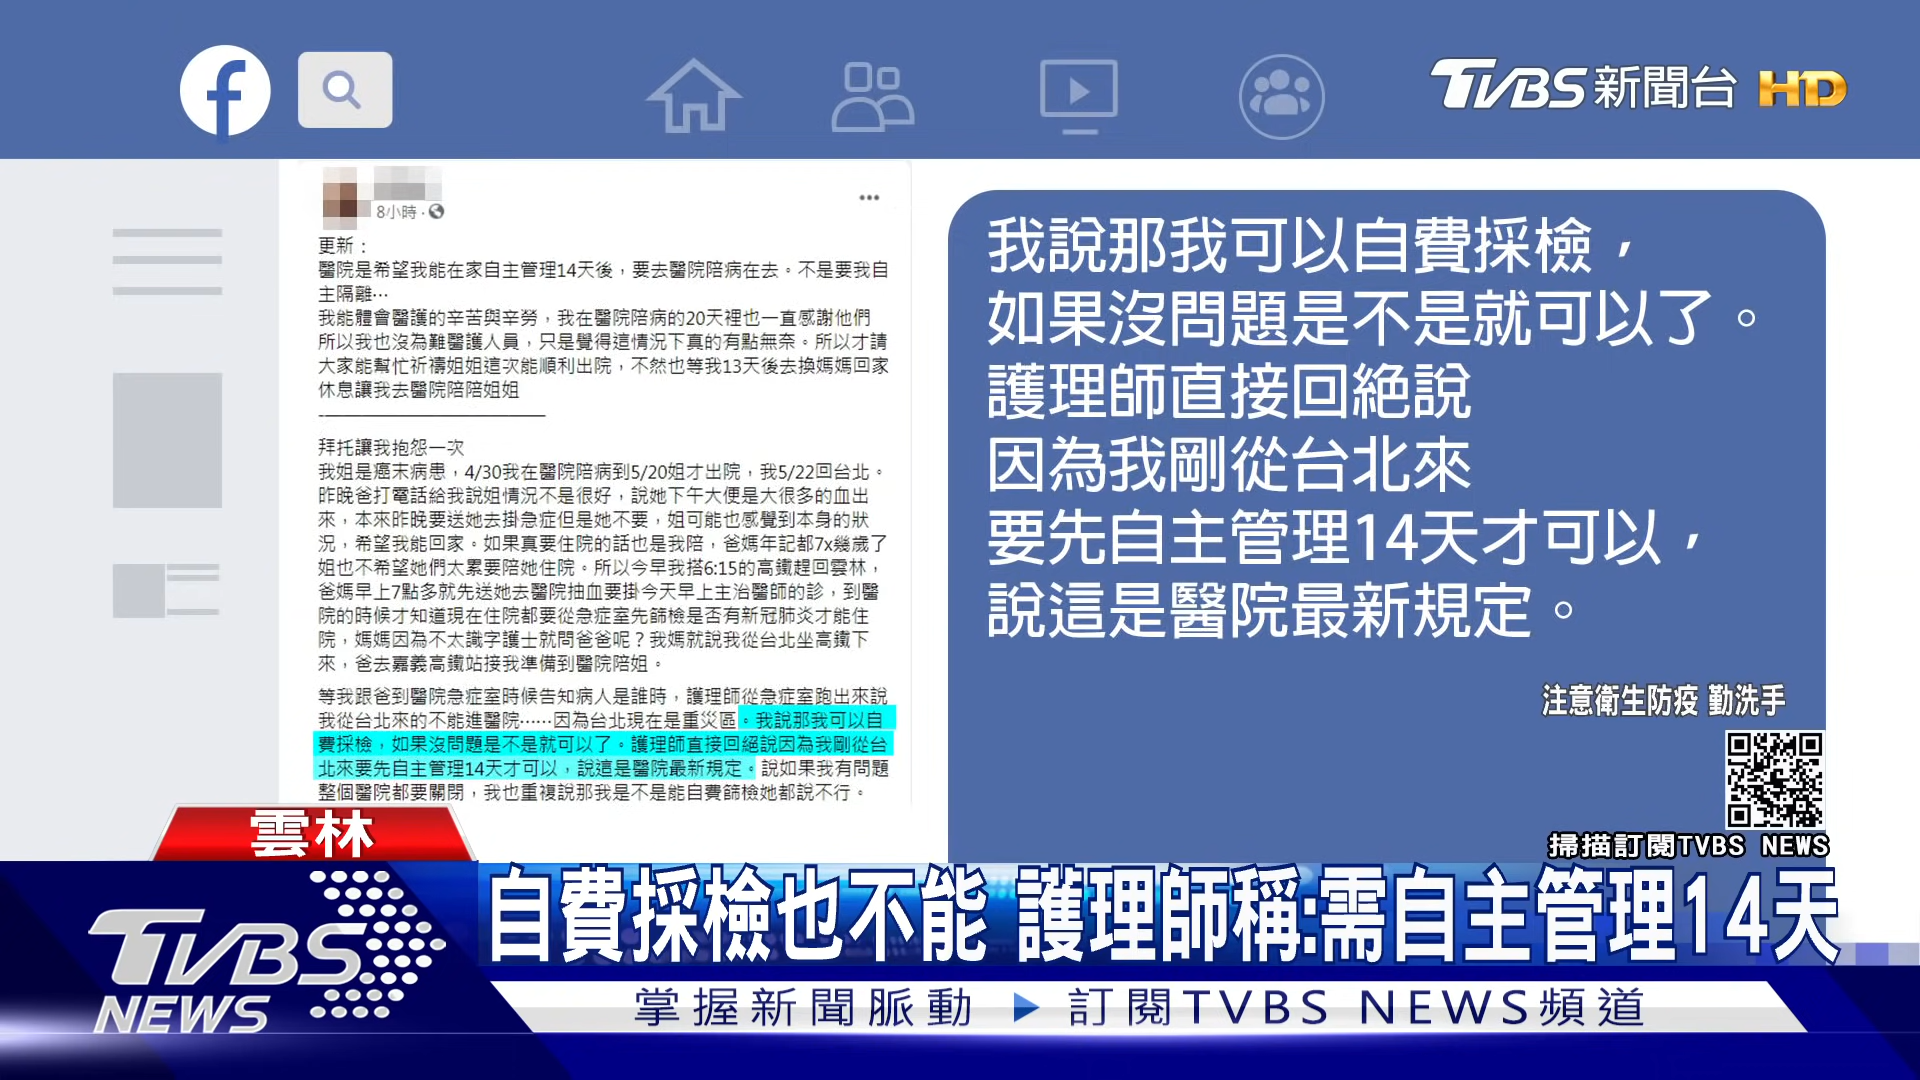 TVBS新聞台 HD
8小時
更新：
醫院是希望我能在家自主管理14天後，要去醫院陪病在去。不是要我自
主隔離⋯
我能體會醫護的辛苦與辛勞，我在醫院陪病的20天裡也一直感謝他們
所以我也沒為難醫護人員，只是覺得這情況下真的有點無奈。所以才請
大家能幫忙祈禱姐姐這次能順利出院，不然也等我13天後去換媽媽回家
休息讓我去醫院陪陪姐姐
拜托讓我抱怨一次
我姐是癌末病患，4/30我在醫院陪病到5/20姐才出院，我5/22回台北。
昨晚爸打電話給我說姐情況不是很好，說她下午大便是大很多的血出
來，本來昨晚要送她去掛急症但是她不要，姐可能也感覺到本身的狀
況，希望我能回家。如果真要住院的話也是我陪，爸媽年記都7x幾歲了
姐也不希望她們太累要陪她住院。所以今早我搭6:15的高鐵趕回雲林，
爸媽早上7點多就先送她去醫院抽血要掛今天早上主治醫師的診，到醫
院的時候才知道現在住院都要從急症室先篩檢是否有新冠肺炎才能住
院，媽媽因為不太識字護士就問爸爸呢？我媽就說我從台北坐高鐵下
來，爸去嘉義高鐵站接我準備到醫院陪姐。
等我跟爸到醫院急症室時候告知病人是誰時，護理師從急症室跑出來說
我從台北來的不能進醫院⋯⋯因為台北現在是重災區。我說那我可以自
費採檢，如果沒問題是不是就可以了。護理師直接回絕說因為我剛從台
北來要先自主管理14天才可以，說這是醫院最新規定。說如果我有問題
整個醫院都要關閉，我也重複說那我是不是能自費篩檢她都說不行。
我說那我可以自費採檢，
如果沒問題是不是就可以了。
護理師直接回絕說
因為我剛從台北來
要先自主管理14天才可以，
說這是醫院最新規定。
注意衛生防疫 勤洗手
掃描訂閱TVBS NEWS
雲林
自費採檢也不能 護理師稱:需自主管理14天
TVBS NEWS
掌握新聞脈動 ▶ 訂閱TVBS NEWS頻道